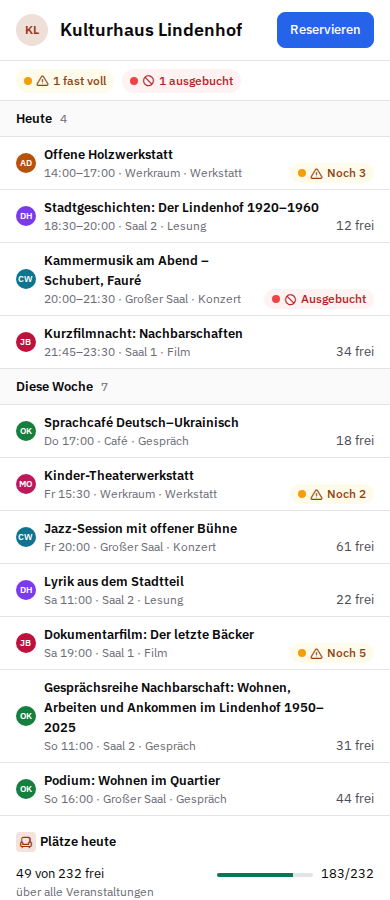 KL Kulturhaus Lindenhof Reservieren
1 fast voll 1 ausgebucht
Heute 4
Offene Holzwerkstatt
AD 14:00–17:00 · Werkraum · Werkstatt Noch 3
Stadtgeschichten: Der Lindenhof 1920–1960
DH 18:30–20:00 · Saal 2 · Lesung 12 frei
Kammermusik am Abend –
CW Schubert, Fauré
20:00–21:30 · Großer Saal · Konzert Ausgebucht
Kurzfilmnacht: Nachbarschaften
JB 21:45–23:30 · Saal 1 · Film 34 frei
Diese Woche 7
Sprachcafé Deutsch–Ukrainisch
OK Do 17:00 · Café · Gespräch 18 frei
Kinder-Theaterwerkstatt
MO Fr 15:30 · Werkraum · Werkstatt Noch 2
Jazz-Session mit offener Bühne
CW Fr 20:00 · Großer Saal · Konzert 61 frei
Lyrik aus dem Stadtteil
DH Sa 11:00 · Saal 2 · Lesung 22 frei
Dokumentarfilm: Der letzte Bäcker
JB Sa 19:00 · Saal 1 · Film Noch 5
Gesprächsreihe Nachbarschaft: Wohnen,
OK Arbeiten und Ankommen im Lindenhof 1950–
2025
So 11:00 · Saal 2 · Gespräch 31 frei
Podium: Wohnen im Quartier
OK So 16:00 · Großer Saal · Gespräch 44 frei
Plätze heute
49 von 232 frei 183/232
über alle Veranstaltungen